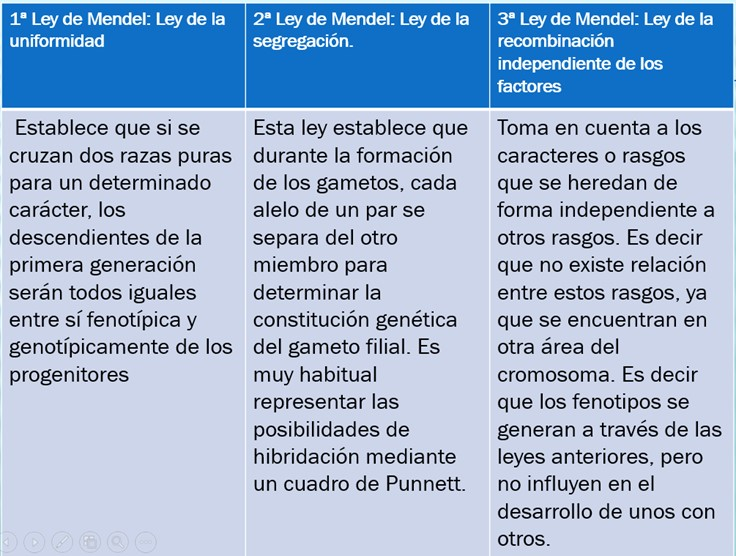 1ª Ley de Mendel: Ley de la
uniformidad
2ª Ley de Mendel: Ley de la
segregación.
3ª Ley de Mendel: Ley de la
recombinación
independiente de los
factores
Establece que si se
cruzan dos razas puras
para un determinado
carácter, los
descendientes de la
primera generación
serán todos iguales
entre sí fenotípica y
genotípicamente de los
progenitores
Esta ley establece que
durante la formación
de los gametos, cada
alelo de un par se
separa del otro
miembro para
determinar la
constitución genética
del gameto filial. Es
muy habitual
representar las
posibilidades de
hibridación mediante
un cuadro de Punnett.
Toma en cuenta a los
caracteres o rasgos
que se heredan de
forma independiente a
otros rasgos. Es decir
que no existe relación
entre estos rasgos, ya
que se encuentran en
otra área del
cromosoma. Es decir
que los fenotipos se
generan a través de las
leyes anteriores, pero
no influyen en el
desarrollo de unos con
otros.